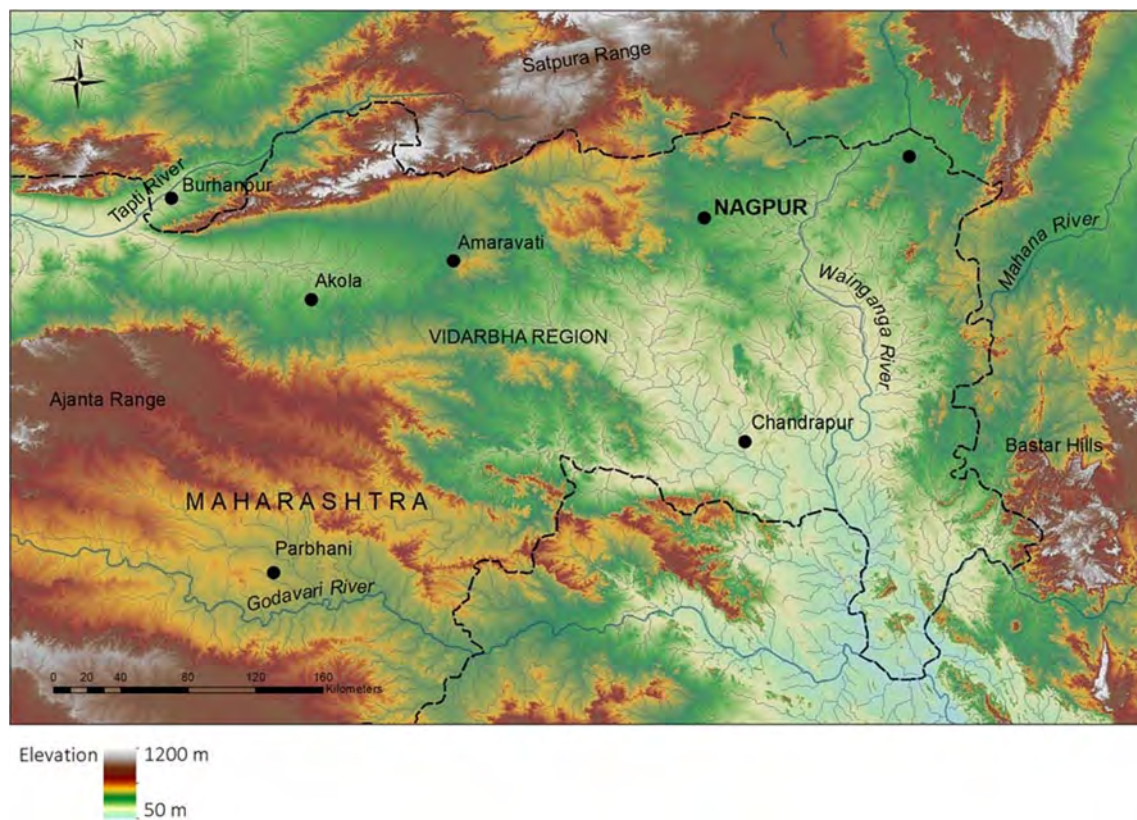 N
Satpura Range
Tapti River
Burhanpur
NAGPUR
Mahana River
Amaravati
Akola
Wainganga River
VIDARBHA REGION
Ajanta Range
Chandrapur
Bastar Hills
MAHARASHTRA
Parbhani
Godavari River
0 20 40 80 120 160
Kilometers
Elevation
1200 m
50 m